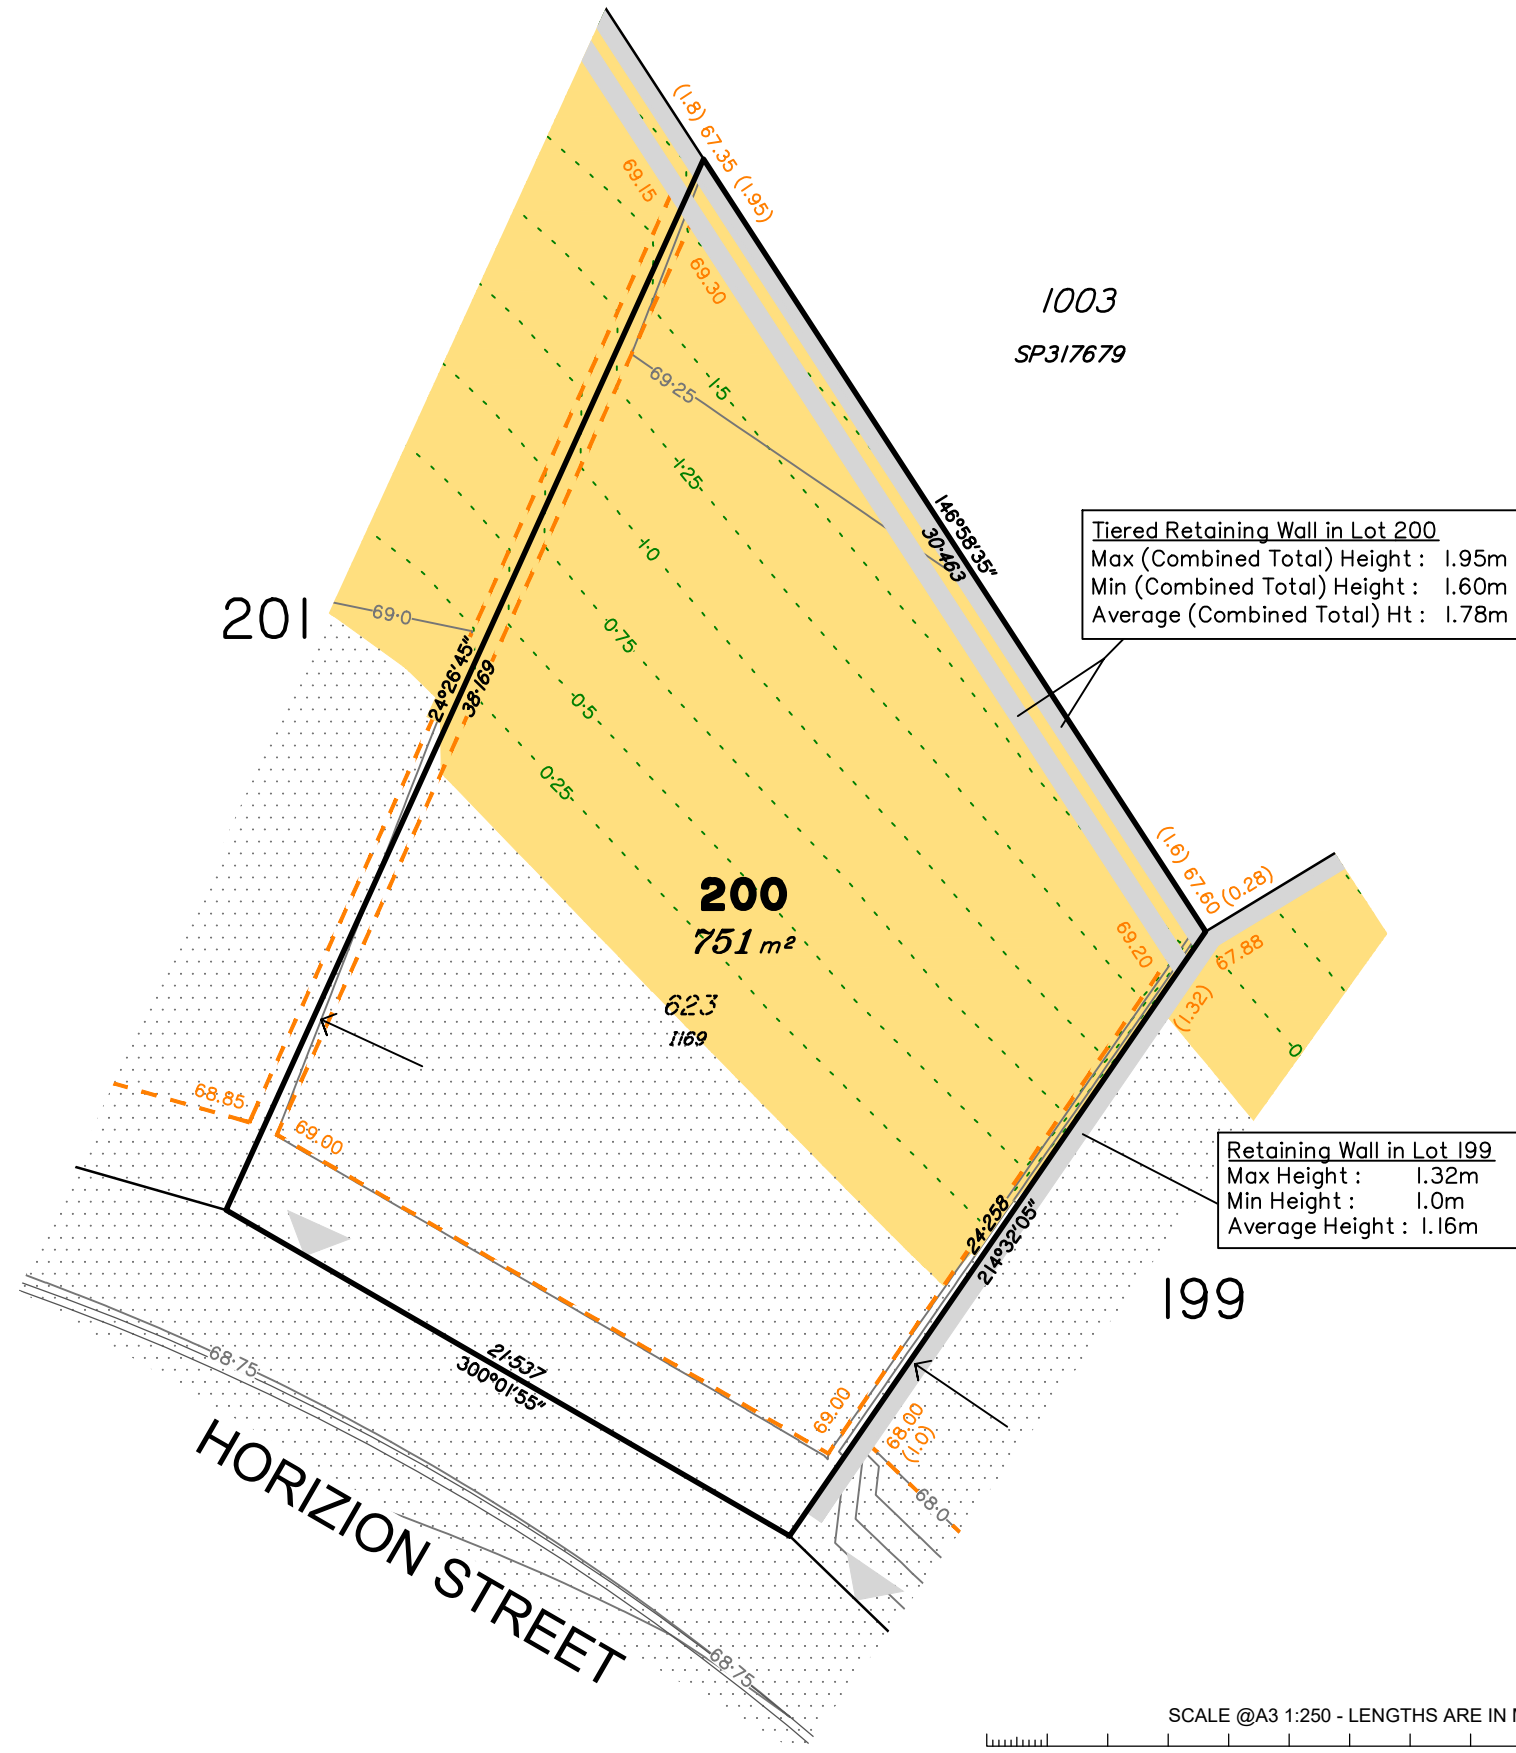 (1.8) 67.35 (1.95)
69.15
69.30
1003
SP317679
69·25
1·5
1·25
1·0
0·75
0·5
0·25
146°58'35"
30·463
Tiered Retaining Wall in Lot 200
Max (Combined Total) Height : 1.95m
Min (Combined Total) Height : 1.60m
Average (Combined Total) Ht : 1.78m
201
69·0
24°26'45"
38·169
200
751 m²
623
1169
(1.6) 67.60 (0.28)
69.20
67.88
(1.32)
0
68.85
69.00
Retaining Wall in Lot 199
Max Height : 1.32m
Min Height : 1.0m
Average Height : 1.16m
24·258
214°32'05"
199
21·537
300°01'55"
68·75
69.00
68.00
(1.0)
68·0
HORIZION STREET
68·75
SCALE @A3 1:250 - LENGTHS ARE IN